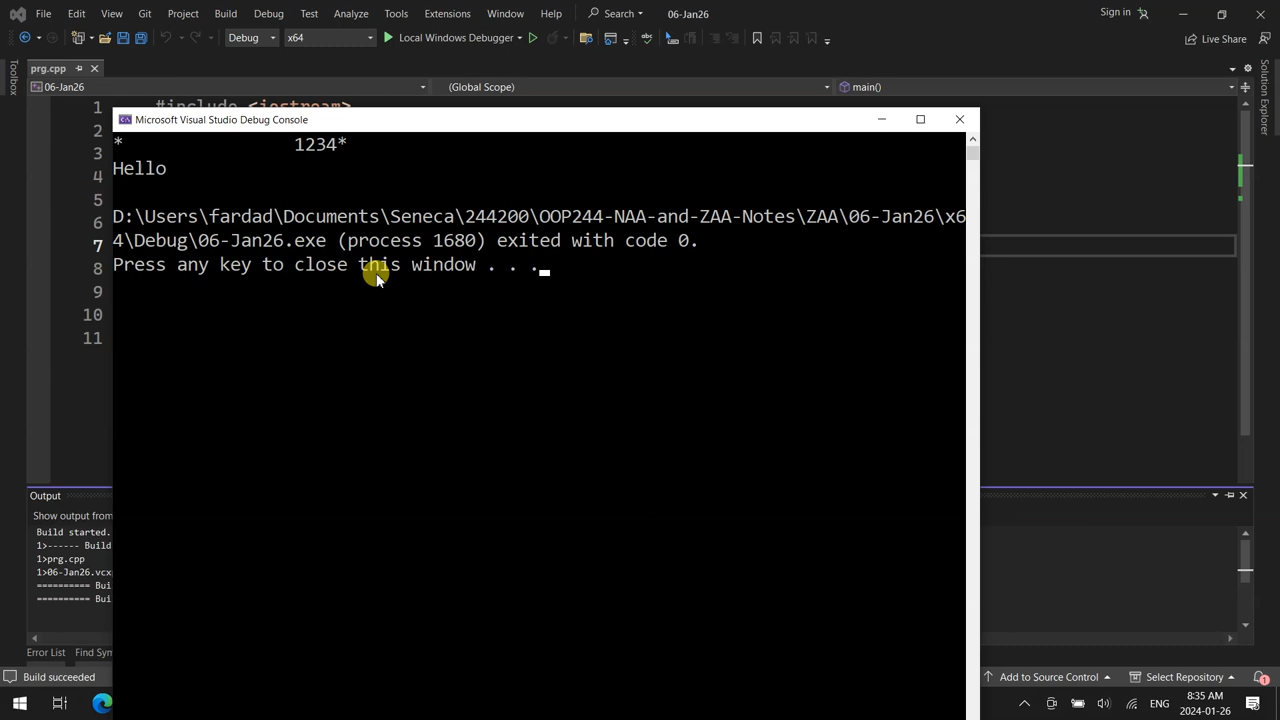 File Edit View Git Project Build Debug Test Analyze Tools Extensions Window Help Search 06-Jan26 Sign in
Debug x64 Local Windows Debugger Live Share
Toolbox
prg.cpp
06-Jan26 (Global Scope) main()
Solution Explorer
1 #include <iostream>
2
3
4
5
6
7
8
9
10
11
Microsoft Visual Studio Debug Console
*                1234*
Hello
D:\Users\fardad\Documents\Seneca\244200\OOP244-NAA-and-ZAA-Notes\ZAA\06-Jan26\x6
4\Debug\06-Jan26.exe (process 1680) exited with code 0.
Press any key to close this window . . .
Output
Show output from
Build started.
1>------ Build
1>prg.cpp
1>06-Jan26.vcx
========== Bui
========== Bui
Error List Find Sym
Build succeeded Add to Source Control Select Repository 1
ENG 8:35 AM
2024-01-26